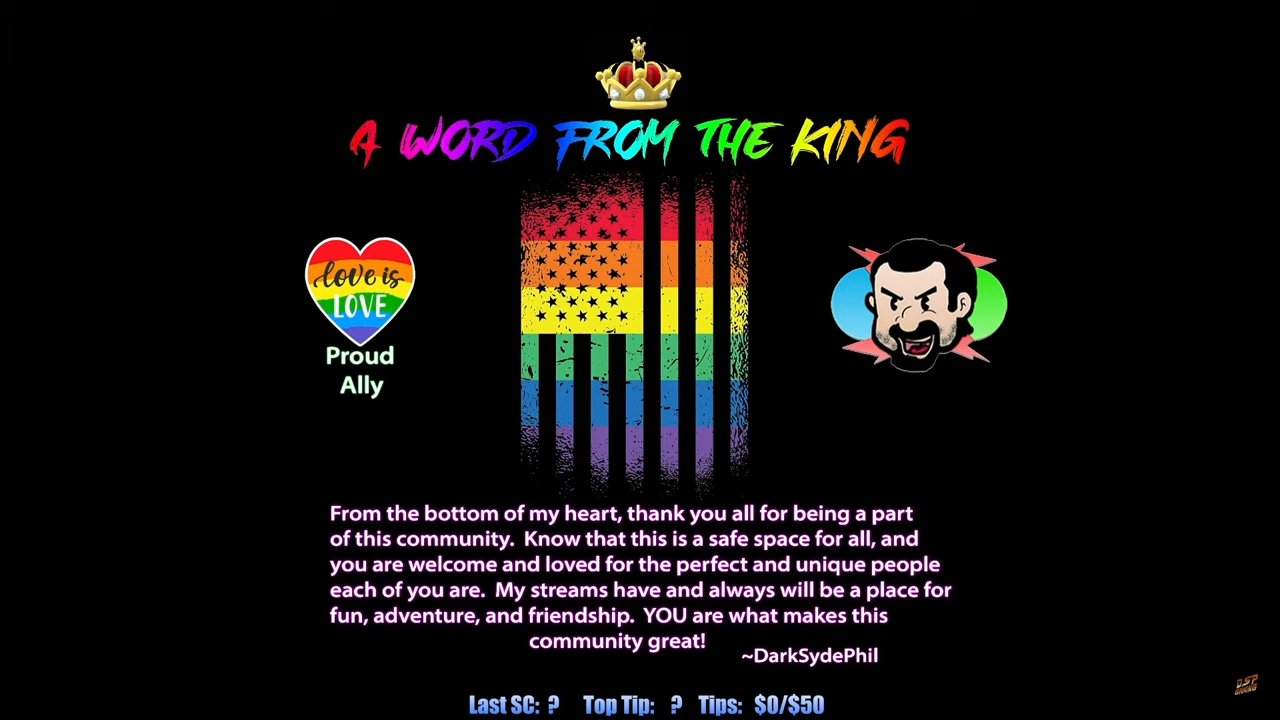 A WORD FROM THE KING
love is
LOVE
Proud
Ally
From the bottom of my heart, thank you all for being a part
of this community.  Know that this is a safe space for all, and
you are welcome and loved for the perfect and unique people
each of you are.  My streams have and always will be a place for
fun, adventure, and friendship.  YOU are what makes this
community great!
~DarkSydePhil
Last SC: ? Top Tip: ? Tips: $0/$50
DSP
GAMING